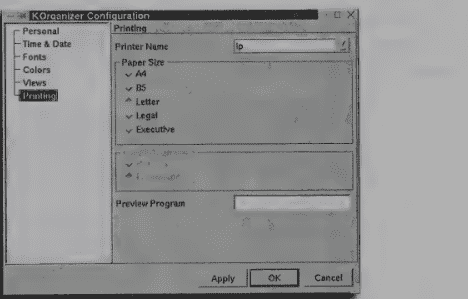 KOrganizer Configuration
Personal
Time & Date
Fonts
Colors
Views
Printing
Printing
Printer Name
lp
Paper Size
A4
B5
Letter
Legal
Executive
Preview Program
Apply
OK
Cancel